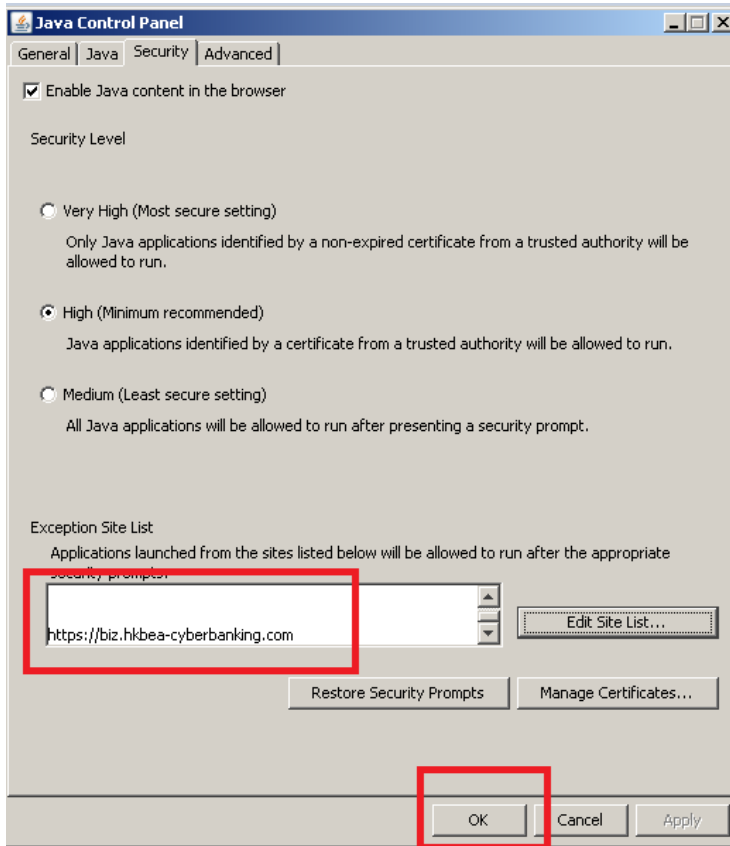 Java Control Panel
General Java Security Advanced
Enable Java content in the browser
Security Level
Very High (Most secure setting)
Only Java applications identified by a non-expired certificate from a trusted authority will be
allowed to run.
High (Minimum recommended)
Java applications identified by a certificate from a trusted authority will be allowed to run.
Medium (Least secure setting)
All Java applications will be allowed to run after presenting a security prompt.
Exception Site List
Applications launched from the sites listed below will be allowed to run after the appropriate
security prompts.
https://biz.hkbea-cyberbanking.com
Edit Site List...
Restore Security Prompts Manage Certificates...
OK Cancel Apply